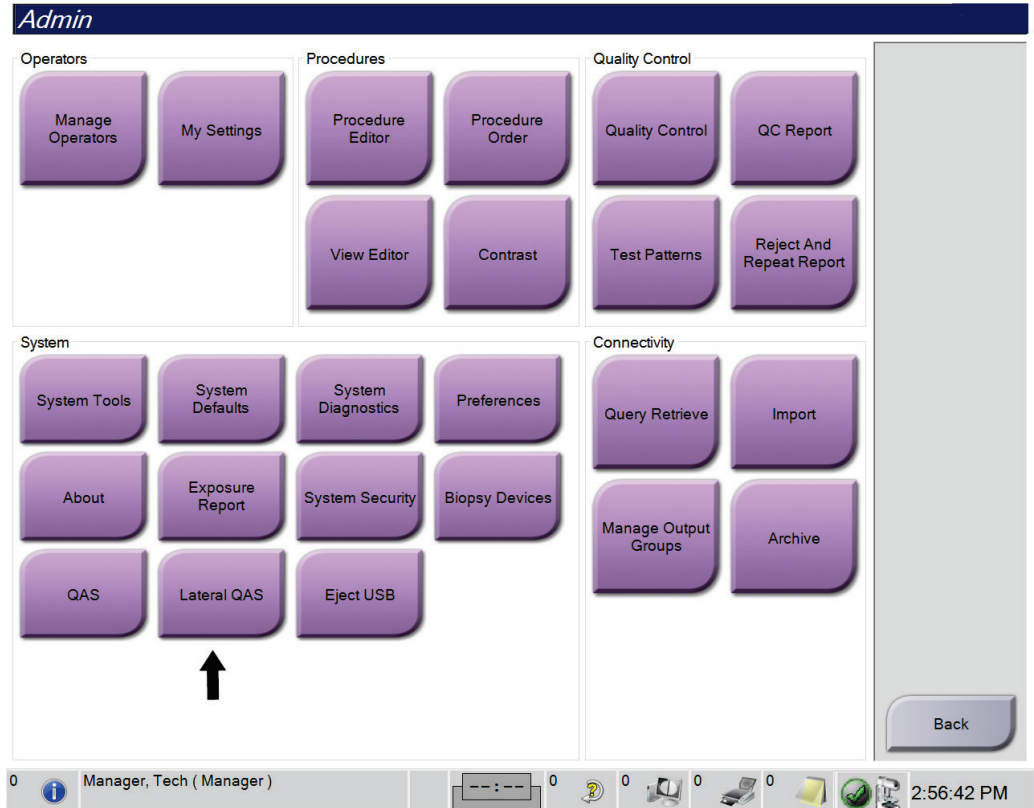 Admin
Operators
Manage
Operators
My Settings
Procedures
Procedure
Editor
Procedure
Order
View Editor
Contrast
Quality Control
Quality Control
QC Report
Test Patterns
Reject And
Repeat Report
System
System Tools
System
Defaults
System
Diagnostics
Preferences
About
Exposure
Report
System Security
Biopsy Devices
QAS
Lateral QAS
Eject USB
Connectivity
Query Retrieve
Import
Manage Output
Groups
Archive
Back
0
Manager, Tech ( Manager )
--:--
0
0
0
0
2:56:42 PM